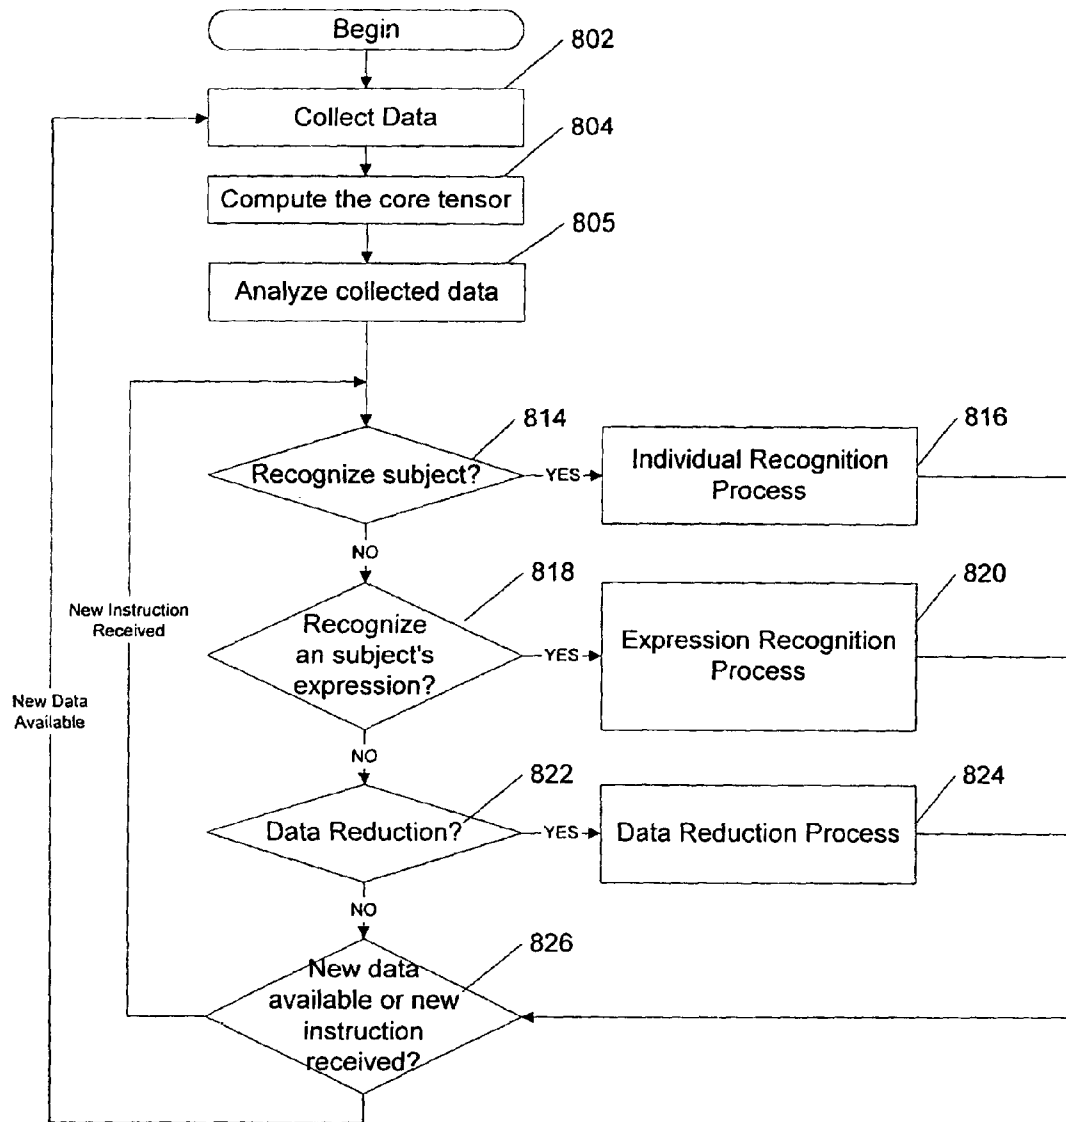 Begin
802
Collect Data
804
Compute the core tensor
805
Analyze collected data
814
Recognize subject?
YES
816
Individual Recognition
Process
NO
818
Recognize
an subject's
expression?
YES
820
Expression Recognition
Process
New Instruction
Received
New Data
Available
NO
822
Data Reduction?
YES
824
Data Reduction Process
NO
826
New data
available or new
instruction
received?